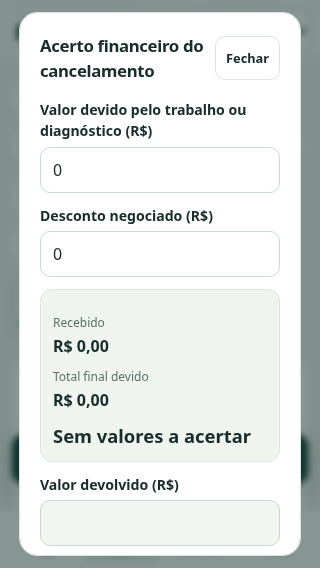 Acerto financeiro do
cancelamento
Fechar
Valor devido pelo trabalho ou
diagnóstico (R$)
0
Desconto negociado (R$)
0
Recebido
R$ 0,00
Total final devido
R$ 0,00
Sem valores a acertar
Valor devolvido (R$)